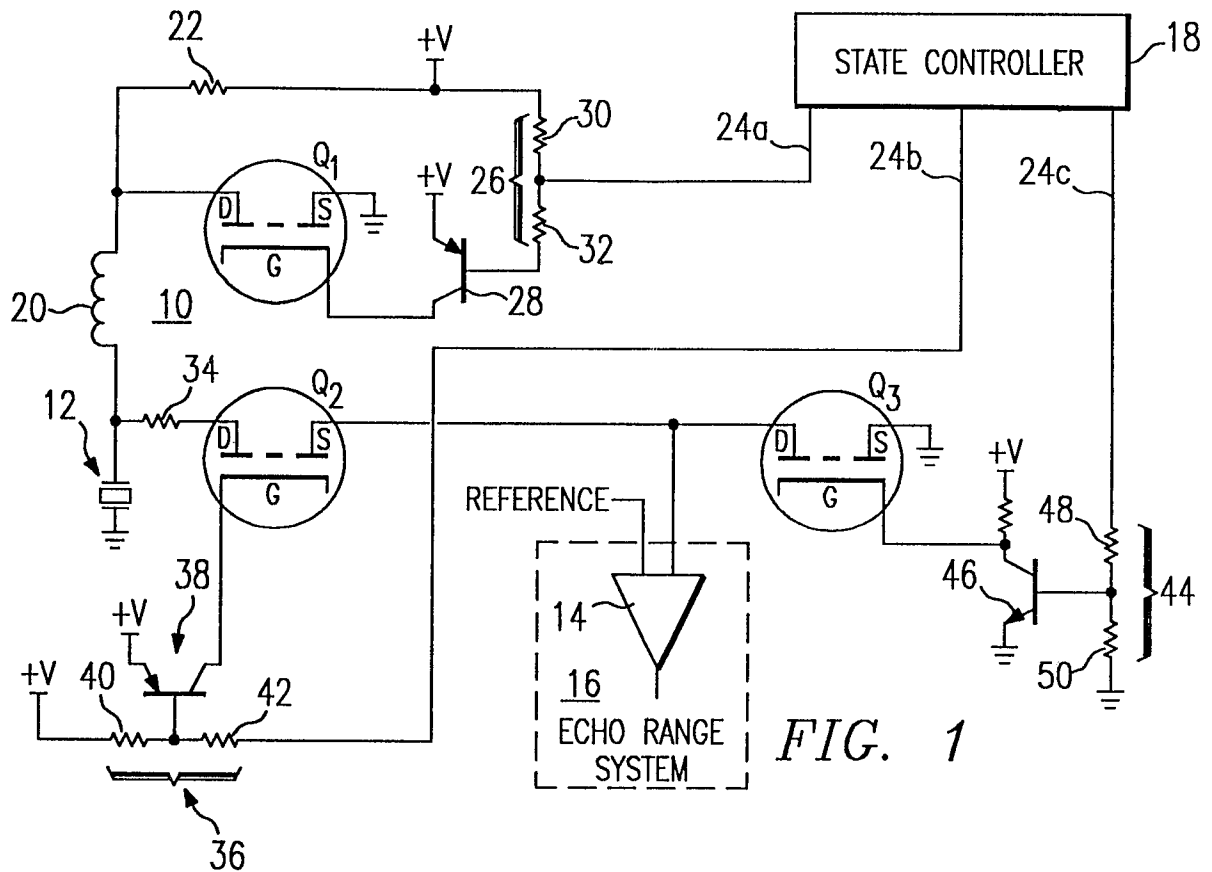 22
+V
STATE CONTROLLER
18
30
24a
24b
24c
Q1
+V
26
D
S
G
32
28
20
10
34
Q2
Q3
12
D
S
G
D
S
G
+V
REFERENCE
48
38
46
44
14
+V
50
+V
40
42
16
ECHO RANGE
SYSTEM
FIG. 1
36